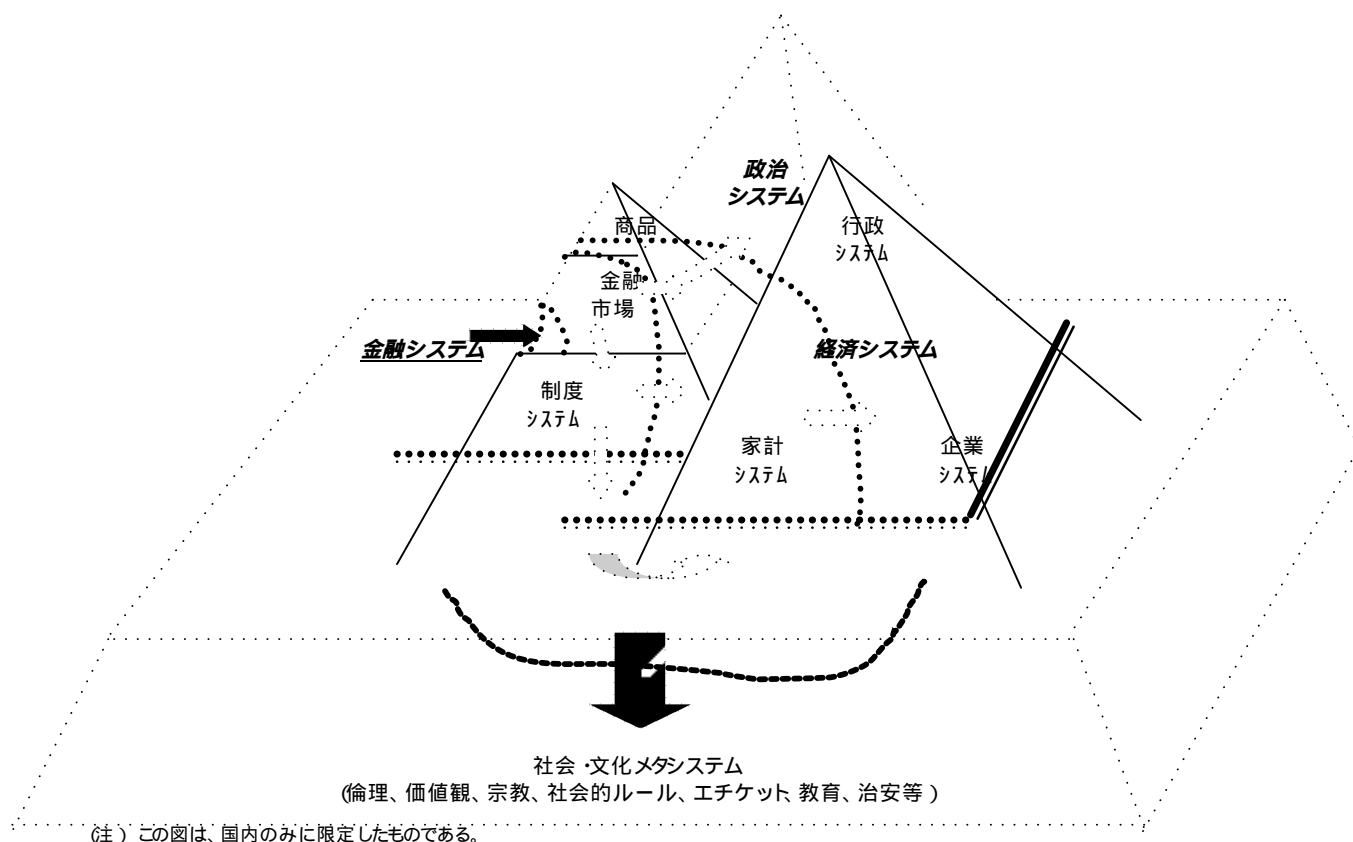 政治
システム
商品
行政
ｼｽﾃﾑ
金融
市場
金融システム
経済システム
制度
ｼｽﾃﾑ
家計
ｼｽﾃﾑ
企業
ｼｽﾃﾑ
社会・文化メタシステム
(倫理、価値観、宗教、社会的ルール、エチケット、教育、治安等）
(注）この図は、国内のみに限定したものである。